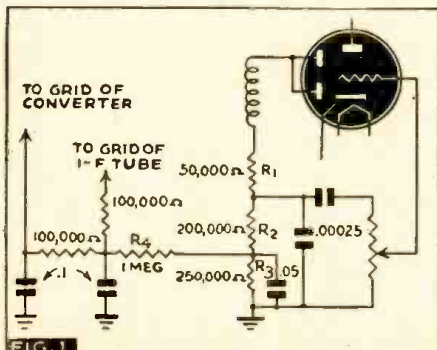 TO GRID OF
CONVERTER
TO GRID OF
I-F TUBE
50,000Ω R₁
100,000Ω
200,000Ω R₂
100,000Ω R₄
1 MEG
.00025
250,000Ω R₃ .05
.1
FIG. 1